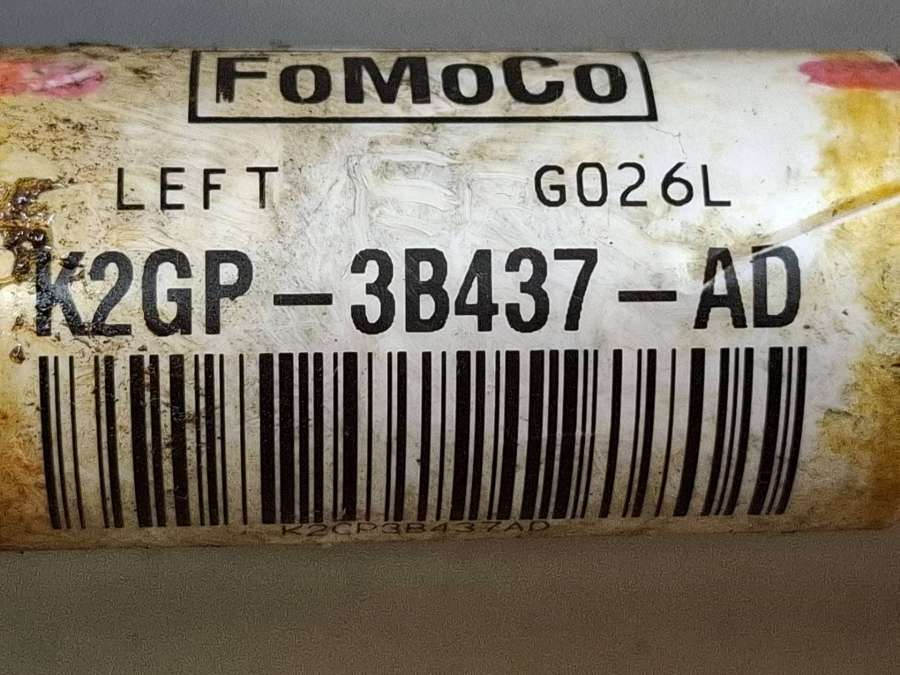 FoMoCo
LEFT G026L
K2GP-3B437-AD
K2GP3B437AD